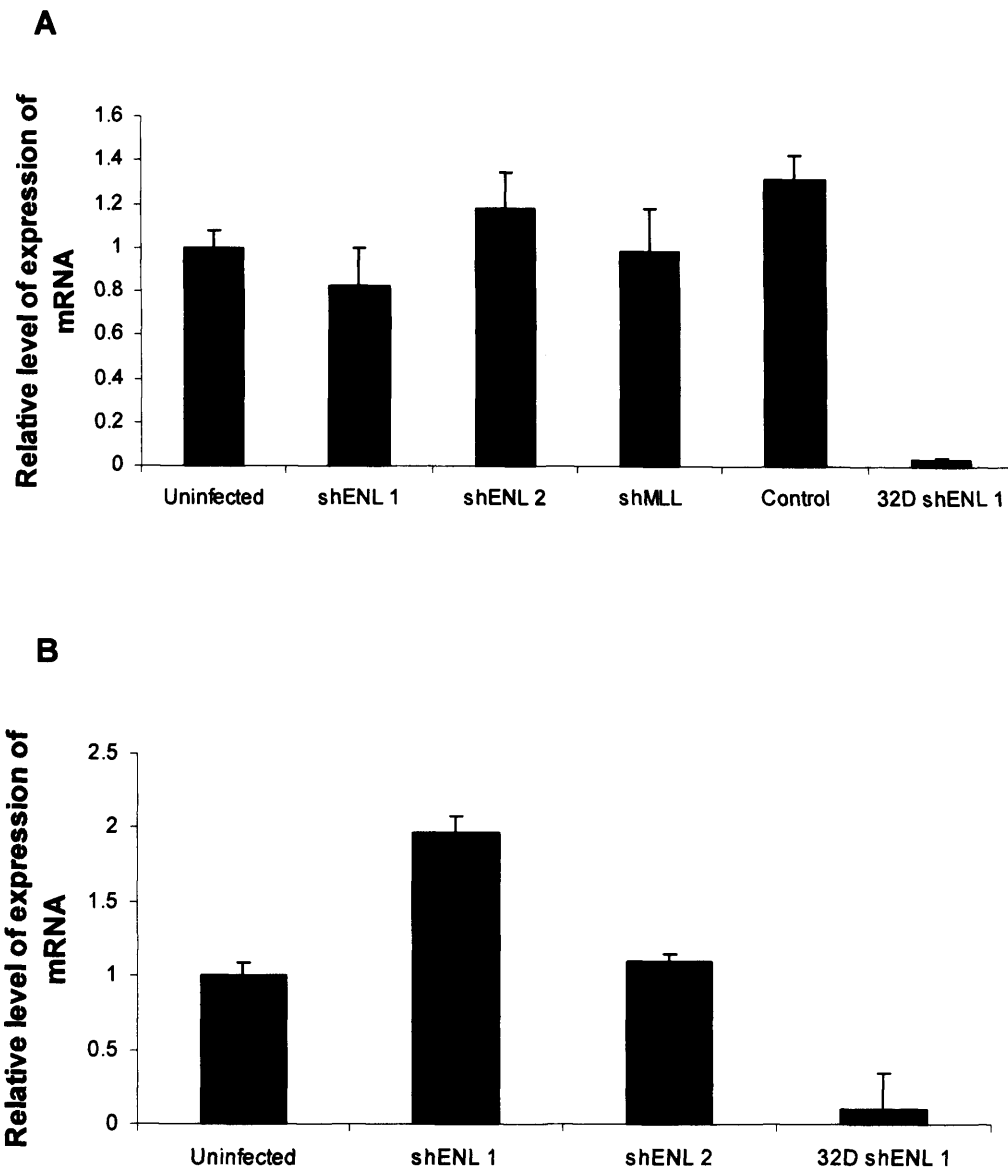 A
Relative level of expression of
mRNA
1.6
1.4
1.2
1
0.8
0.6
0.4
0.2
0
Uninfected shENL 1 shENL 2 shMLL Control 32D shENL 1
B
Relative level of expression of
mRNA
2.5
2
1.5
1
0.5
0
Uninfected shENL 1 shENL 2 32D shENL 1